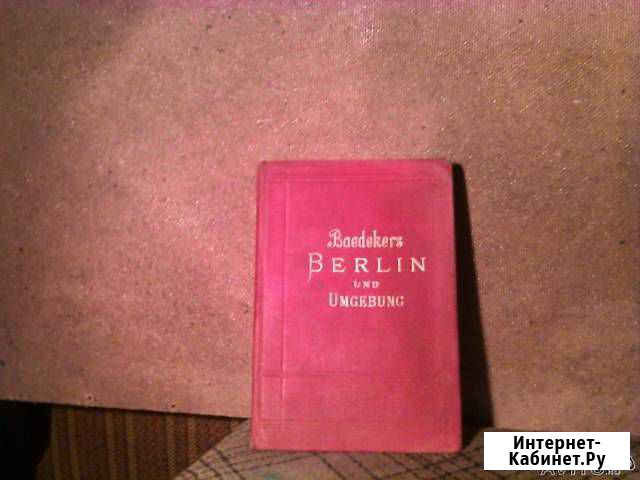 Baedekers
BERLIN
UND
UMGEBUNG
Интернет-
Кабинет.Ру